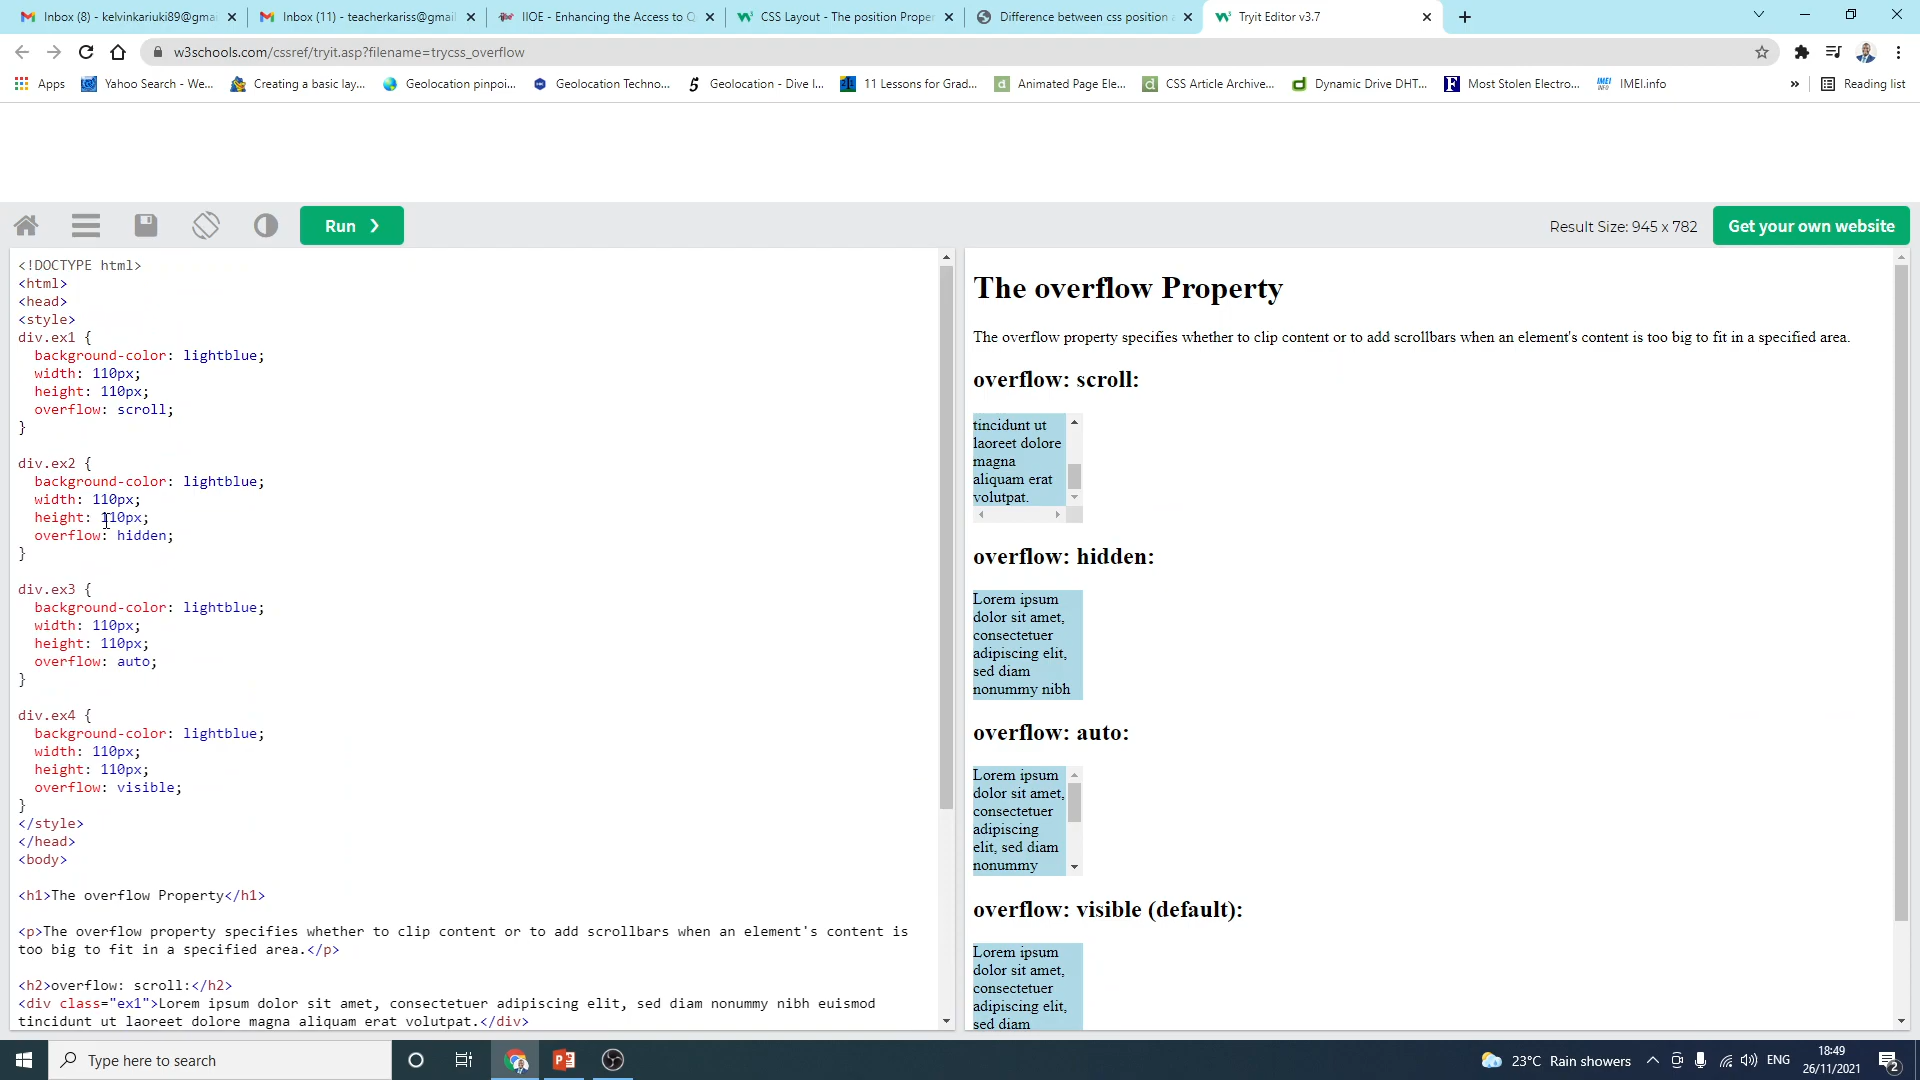 Inbox (8) - kelvinkariuki89@gmai
Inbox (11) - teacherkariss@gmail
IIOE - Enhancing the Access to Q
CSS Layout - The position Proper
Difference between css position a
Tryit Editor v3.7
w3schools.com/cssref/tryit.asp?filename=trycss_overflow
Apps
Yahoo Search - We...
Creating a basic lay...
Geolocation pinpoi...
Geolocation Techno...
Geolocation - Dive I...
11 Lessons for Grad...
Animated Page Ele...
CSS Article Archive...
Dynamic Drive DHT...
Most Stolen Electro...
IMEI.info
»
Reading list
Run ❯
Result Size: 945 x 782
Get your own website
<!DOCTYPE html>
<html>
<head>
<style>
div.ex1 {
background-color: lightblue;
width: 110px;
height: 110px;
overflow: scroll;
}
div.ex2 {
background-color: lightblue;
width: 110px;
height: 110px;
overflow: hidden;
}
div.ex3 {
background-color: lightblue;
width: 110px;
height: 110px;
overflow: auto;
}
div.ex4 {
background-color: lightblue;
width: 110px;
height: 110px;
overflow: visible;
}
</style>
</head>
<body>
<h1>The overflow Property</h1>
<p>The overflow property specifies whether to clip content or to add scrollbars when an element's content is
too big to fit in a specified area.</p>
<h2>overflow: scroll:</h2>
<div class="ex1">Lorem ipsum dolor sit amet, consectetuer adipiscing elit, sed diam nonummy nibh euismod
tincidunt ut laoreet dolore magna aliquam erat volutpat.</div>
The overflow Property
The overflow property specifies whether to clip content or to add scrollbars when an element's content is too big to fit in a specified area.
overflow: scroll:
tincidunt ut
laoreet dolore
magna
aliquam erat
volutpat.
overflow: hidden:
Lorem ipsum
dolor sit amet,
consectetuer
adipiscing elit,
sed diam
nonummy nibh
overflow: auto:
Lorem ipsum
dolor sit amet,
consectetuer
adipiscing
elit, sed diam
nonummy
overflow: visible (default):
Lorem ipsum
dolor sit amet,
consectetuer
adipiscing elit,
sed diam
Type here to search
23°C Rain showers
ENG
18:49
26/11/2021
2